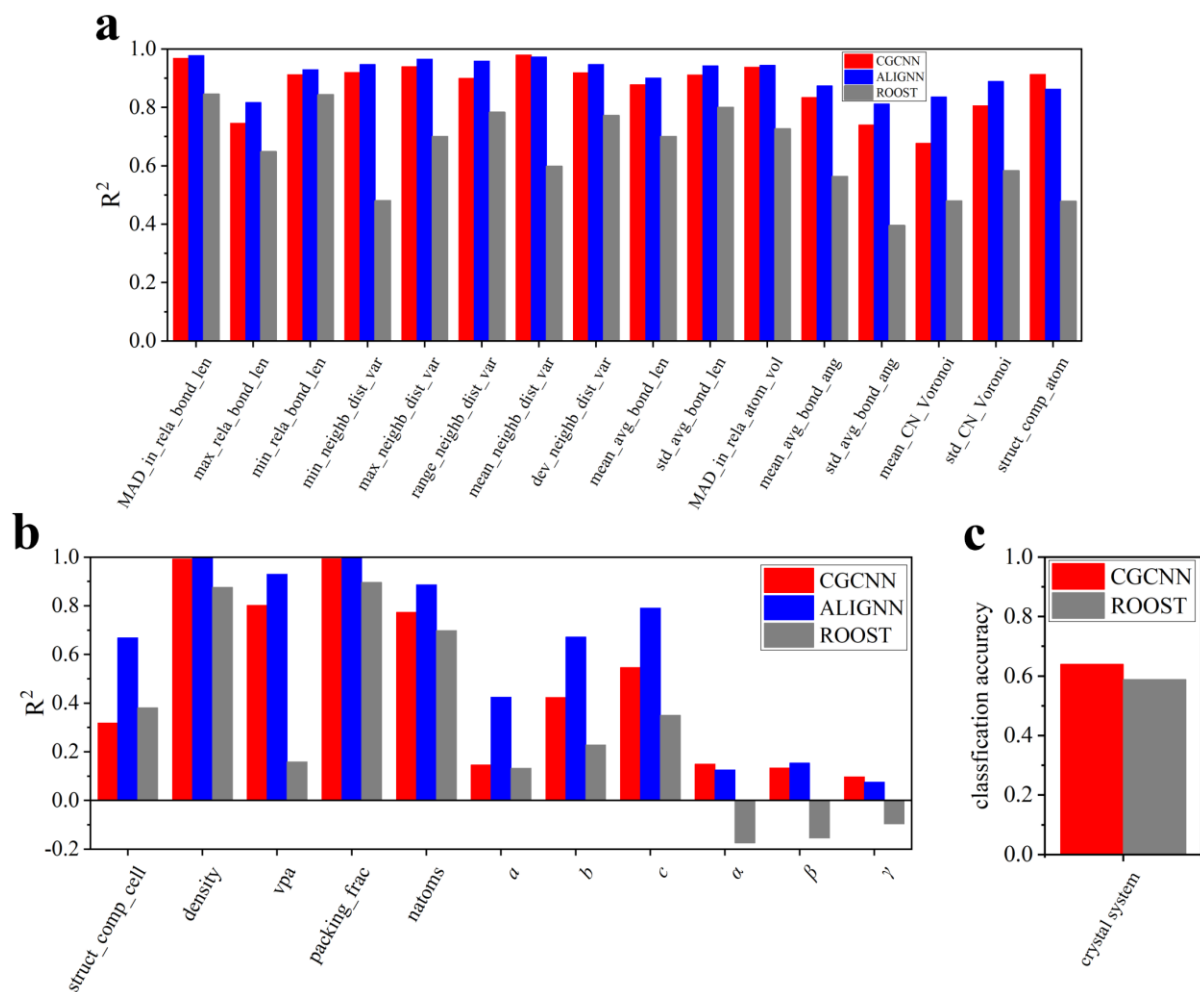 a
1.0
0.8
0.6
0.4
0.2
0.0
R²
CGCNN
ALIGNN
ROOST
MAD_in_rela_bond_len
max_rela_bond_len
min_rela_bond_len
min_neighb_dist_var
max_neighb_dist_var
range_neighb_dist_var
mean_neighb_dist_var
dev_neighb_dist_var
mean_avg_bond_len
std_avg_bond_len
MAD_in_rela_atom_vol
mean_avg_bond_ang
std_avg_bond_ang
mean_CN_Voronoi
std_CN_Voronoi
struct_comp_atom
b
1.0
0.8
0.6
0.4
0.2
0.0
-0.2
R²
CGCNN
ALIGNN
ROOST
struct_comp_cell
density
vpa
packing_frac
natoms
a
b
c
α
β
γ
c
1.0
0.8
0.6
0.4
0.2
0.0
classfication accuracy
CGCNN
ROOST
crystal system